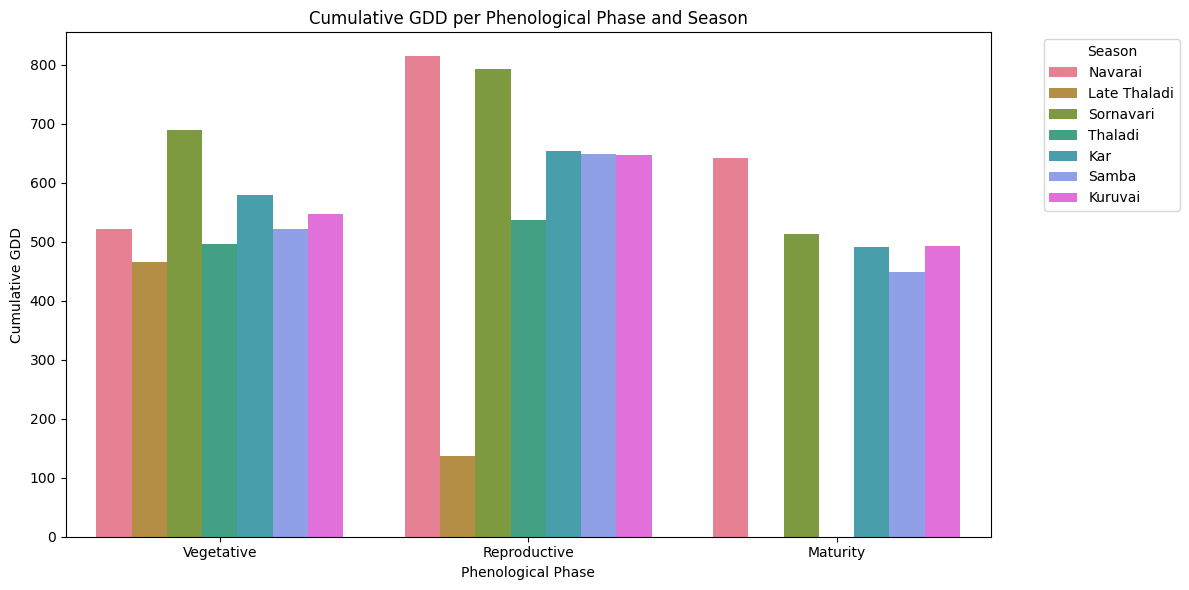 Cumulative GDD per Phenological Phase and Season
Cumulative GDD
800
700
600
500
400
300
200
100
0
Vegetative
Reproductive
Maturity
Phenological Phase
Season
Navarai
Late Thaladi
Sornavari
Thaladi
Kar
Samba
Kuruvai